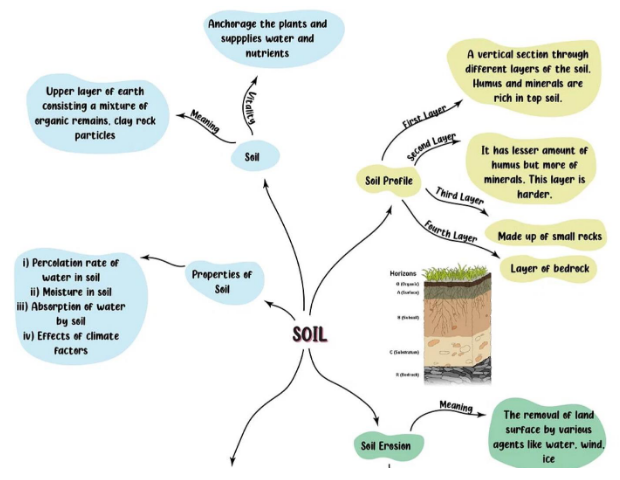 Anchorage the plants and
suppplies water and
nutrients
Vitality
Upper layer of earth
consisting a mixture of
organic remains, clay rock
particles
Meaning
Soil
A vertical section through
different layers of the soil.
Humus and minerals are
rich in top soil.
First Layer
Second Layer
It has lesser amount of
humus but more of
minerals. This layer is
harder.
Soil Profile
Third Layer
Made up of small rocks
Fourth Layer
Layer of bedrock
i) Percolation rate of
water in soil
ii) Moisture in soil
iii) Absorption of water
by soil
iv) Effects of climate
factors
Properties of
Soil
SOIL
Horizons
O (Organic)
A (Surface)
B (Subsoil)
C (Substratum)
R (Bedrock)
Meaning
Soil Erosion
The removal of land
surface by various
agents like water, wind,
ice